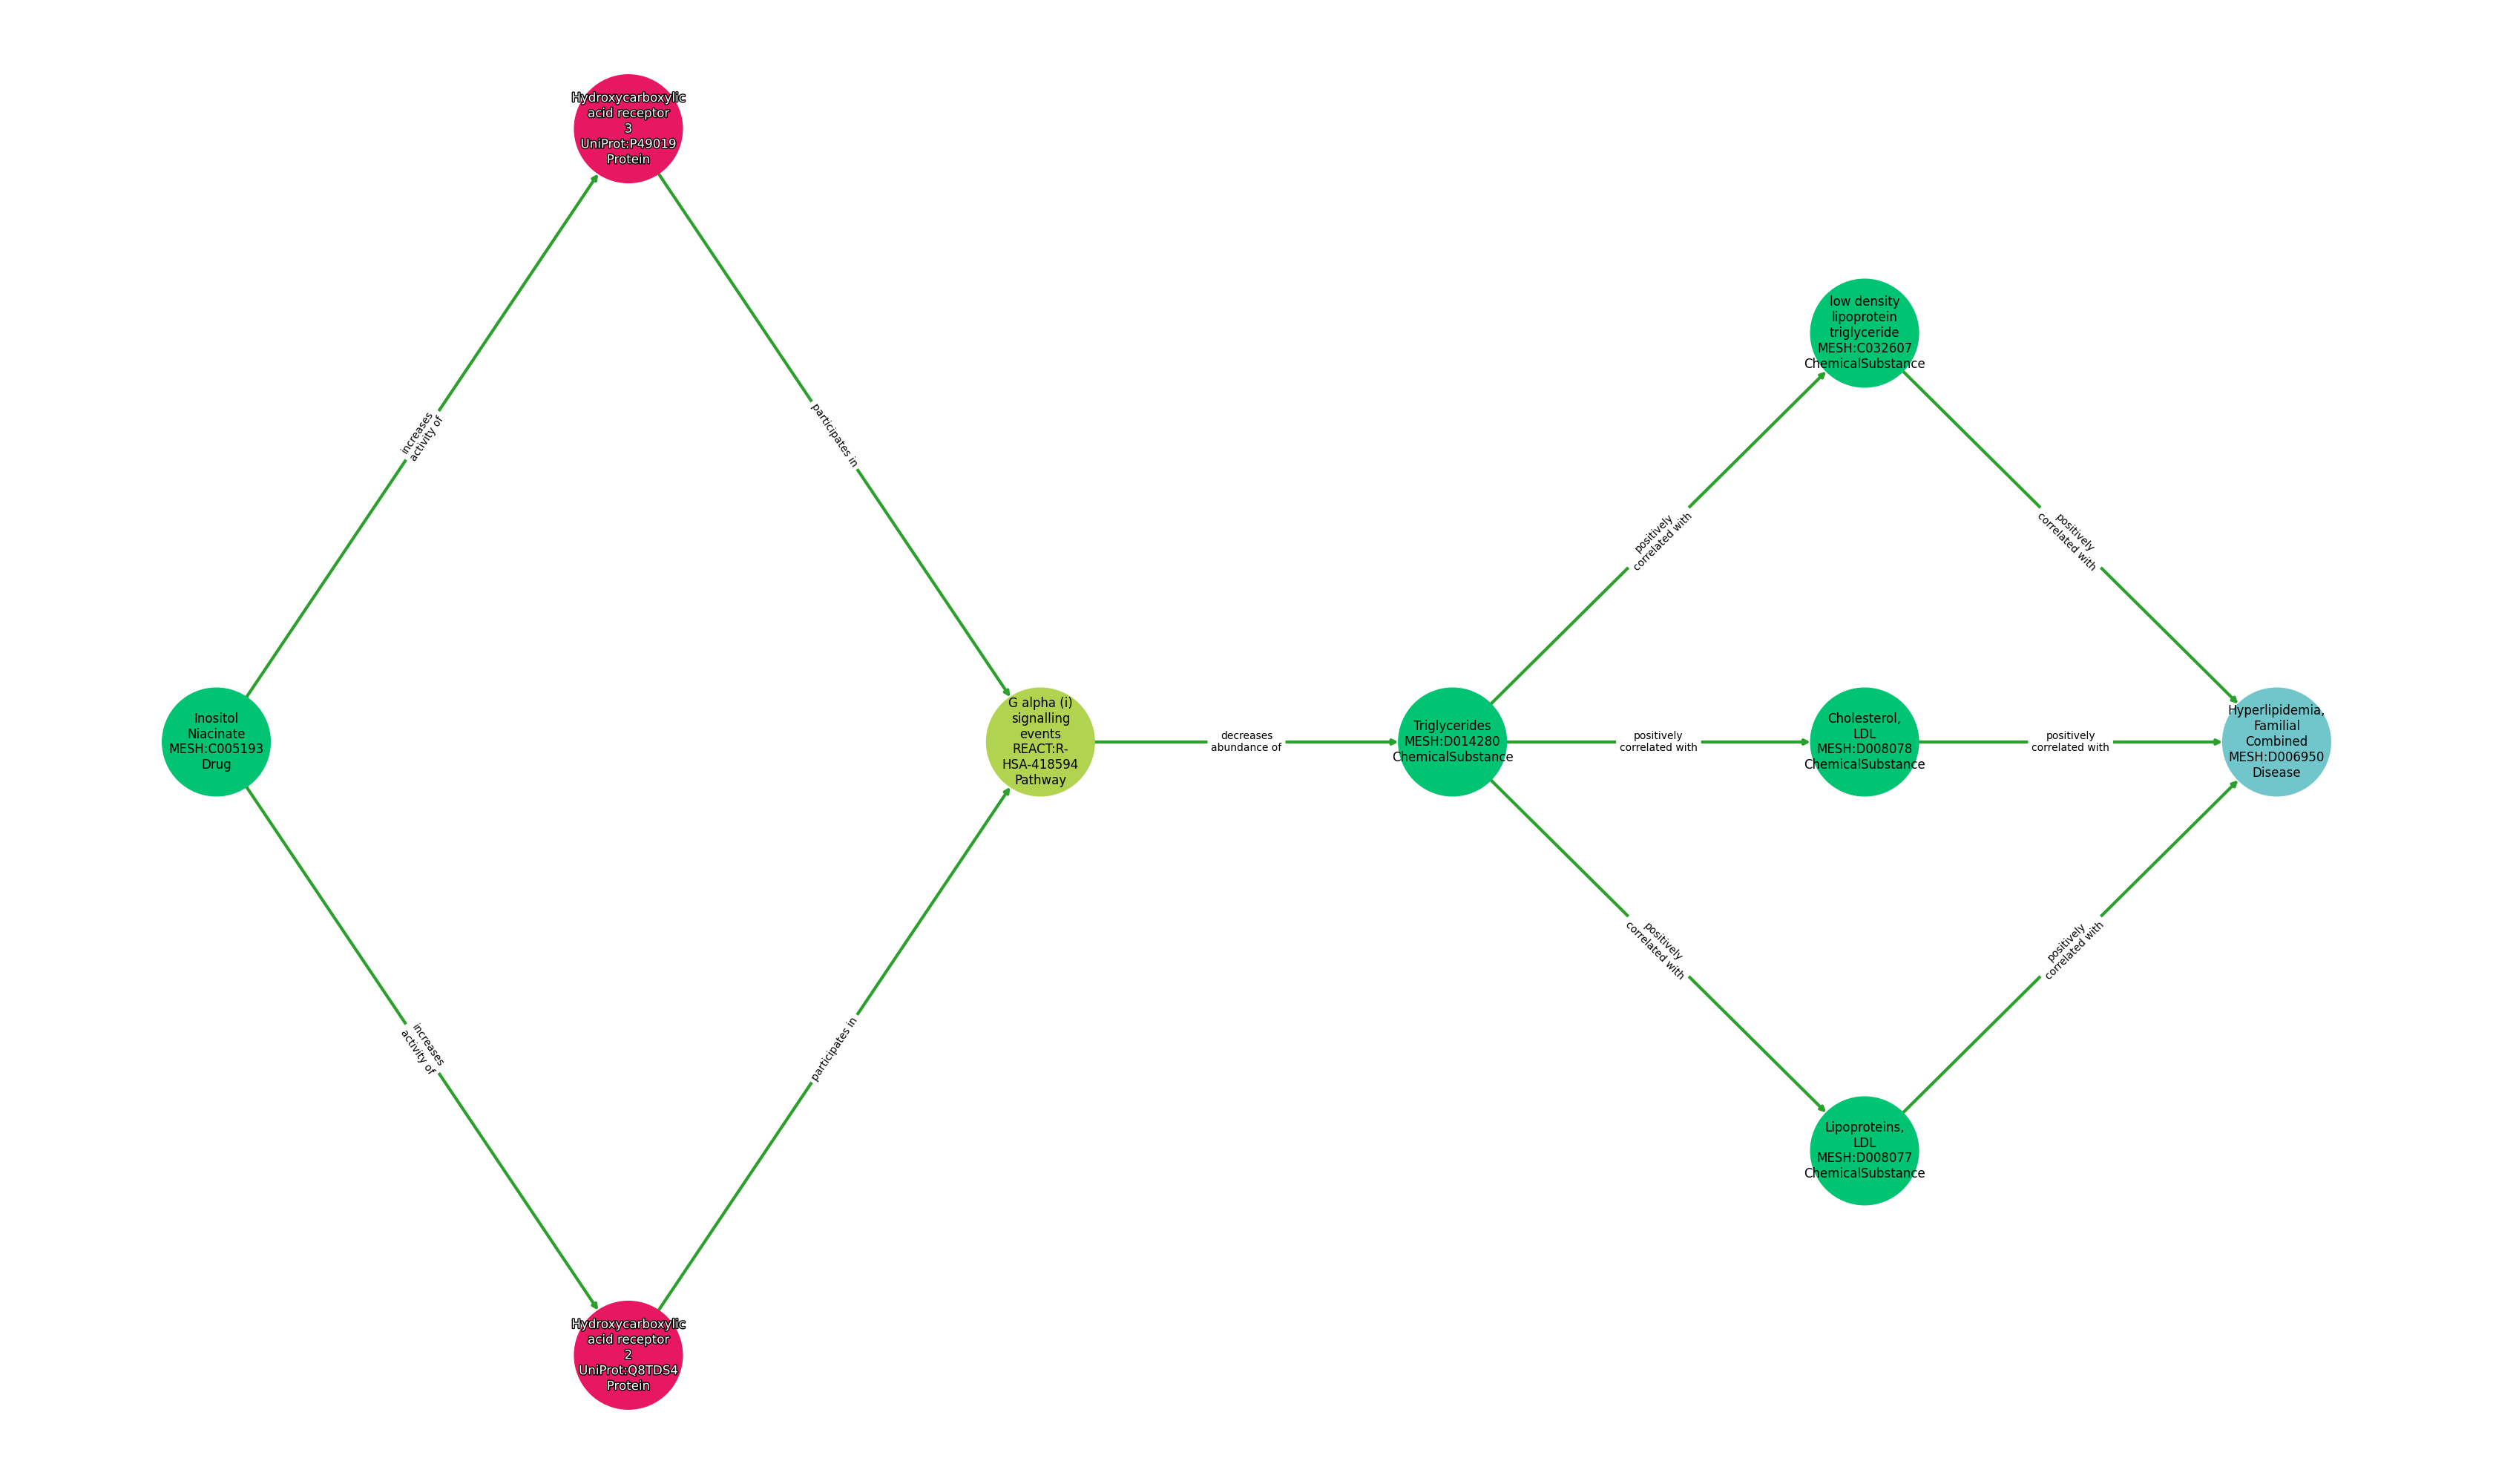 Hydroxycarboxylic
acid receptor
3
UniProt:P49019
Protein
increases
activity of
participates in
Inositol
Niacinate
MESH:C005193
Drug
increases
activity of
participates in
Hydroxycarboxylic
acid receptor
2
UniProt:Q8TDS4
Protein
G alpha (i)
signalling
events
REACT:R-
HSA-418594
Pathway
decreases
abundance of
Triglycerides
MESH:D014280
ChemicalSubstance
positively
correlated with
low density
lipoprotein
triglyceride
MESH:C032607
ChemicalSubstance
positively
correlated with
positively
correlated with
Cholesterol,
LDL
MESH:D008078
ChemicalSubstance
positively
correlated with
positively
correlated with
Lipoproteins,
LDL
MESH:D008077
ChemicalSubstance
positively
correlated with
Hyperlipidemia,
Familial
Combined
MESH:D006950
Disease